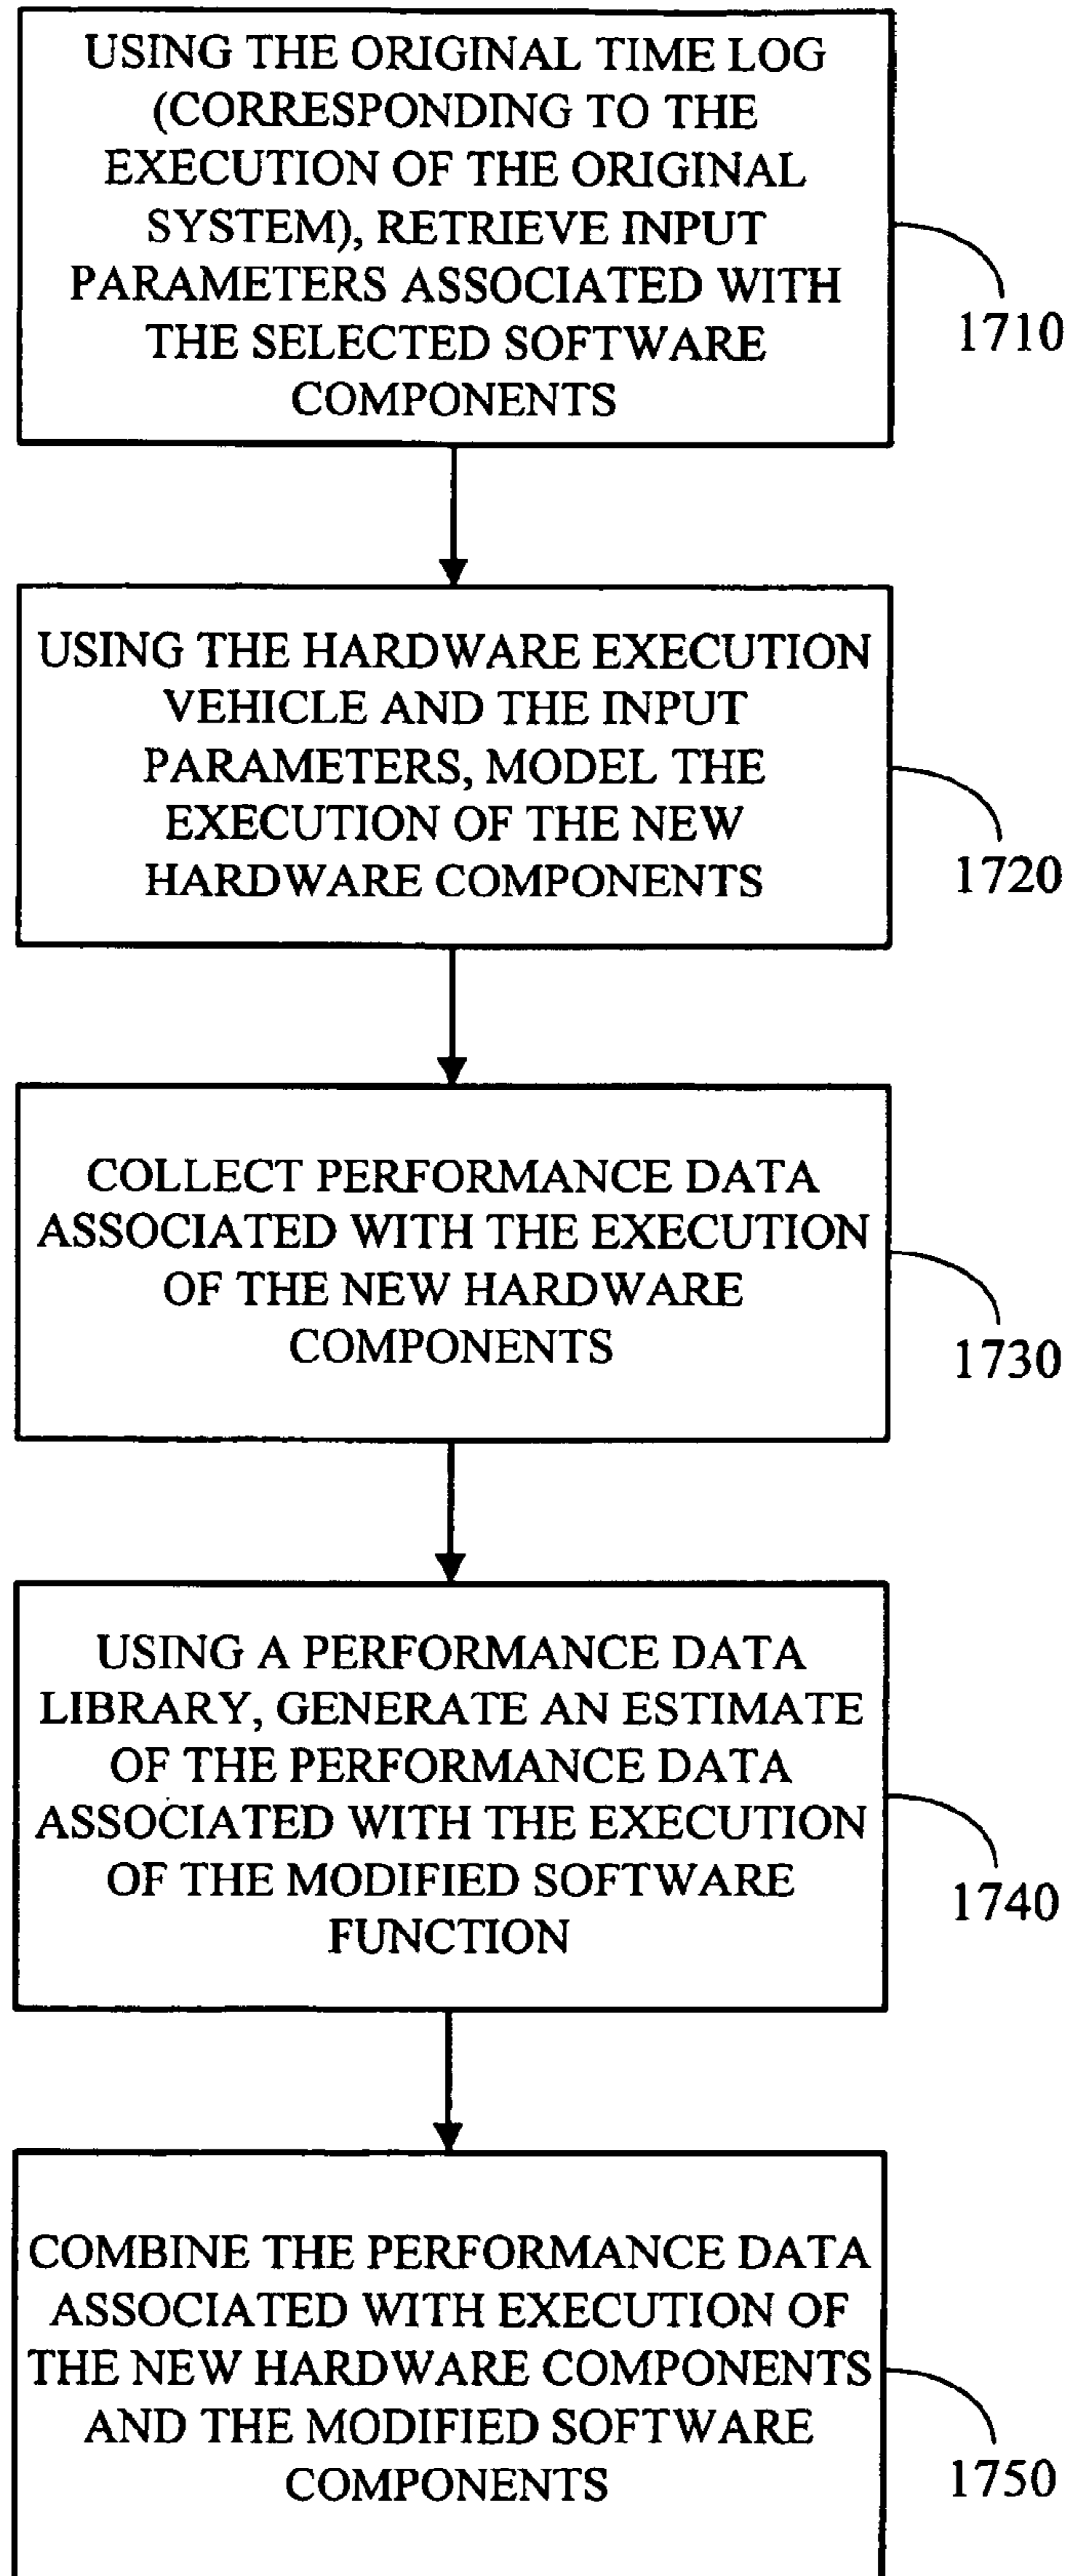 USING THE ORIGINAL TIME LOG
(CORRESPONDING TO THE
EXECUTION OF THE ORIGINAL
SYSTEM), RETRIEVE INPUT
PARAMETERS ASSOCIATED WITH
THE SELECTED SOFTWARE
COMPONENTS
1710
USING THE HARDWARE EXECUTION
VEHICLE AND THE INPUT
PARAMETERS, MODEL THE
EXECUTION OF THE NEW
HARDWARE COMPONENTS
1720
COLLECT PERFORMANCE DATA
ASSOCIATED WITH THE EXECUTION
OF THE NEW HARDWARE
COMPONENTS
1730
USING A PERFORMANCE DATA
LIBRARY, GENERATE AN ESTIMATE
OF THE PERFORMANCE DATA
ASSOCIATED WITH THE EXECUTION
OF THE MODIFIED SOFTWARE
FUNCTION
1740
COMBINE THE PERFORMANCE DATA
ASSOCIATED WITH EXECUTION OF
THE NEW HARDWARE COMPONENTS
AND THE MODIFIED SOFTWARE
COMPONENTS
1750